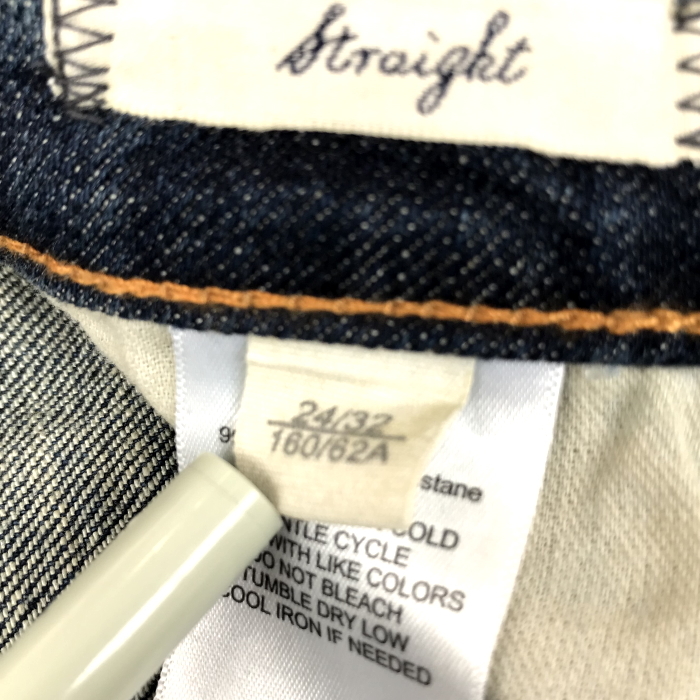 Straight
24/32
160/62A
stane
COLD
CYCLE
WITH LIKE COLORS
DO NOT BLEACH
TUMBLE DRY LOW
COOL IRON IF NEEDED